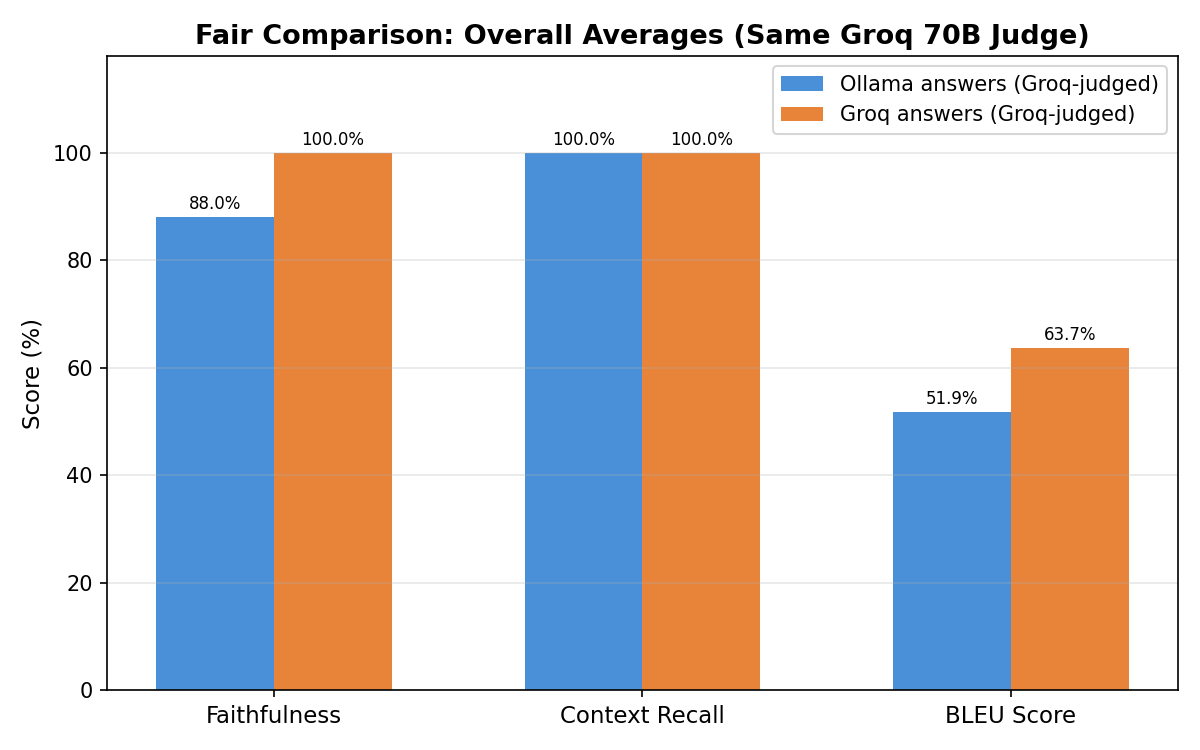 Fair Comparison: Overall Averages (Same Groq 70B Judge)
Ollama answers (Groq-judged)
Groq answers (Groq-judged)
Score (%)
100
80
60
40
20
0
88.0%
100.0%
100.0%
100.0%
51.9%
63.7%
Faithfulness
Context Recall
BLEU Score